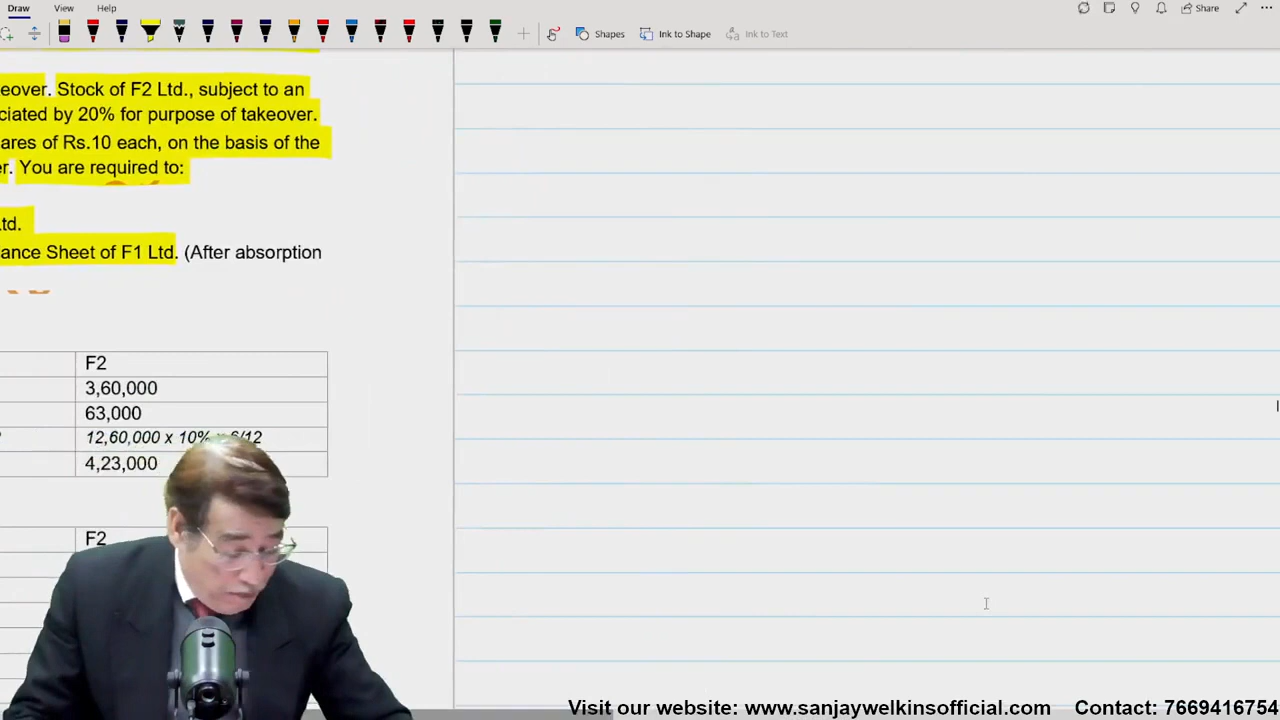 Draw View Help
Share
Shapes Ink to Shape Ink to Text
eover. Stock of F2 Ltd., subject to an
ciated by 20% for purpose of takeover.
ares of Rs.10 each, on the basis of the
er. You are required to:
td.
ance Sheet of F1 Ltd. (After absorption
F2
3,60,000
63,000
12,60,000 x 10% x 6/12
4,23,000
F2
Visit our website: www.sanjaywelkinsofficial.com Contact: 7669416754